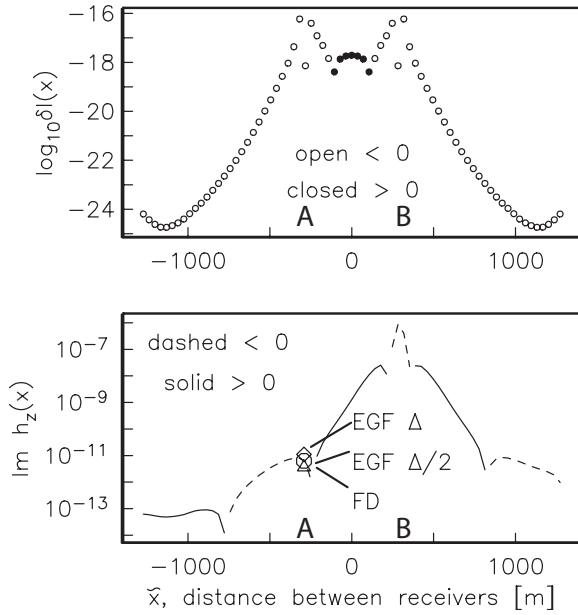 log₁₀δI(x)
−16
−18
−20
−22
−24
open < 0
closed > 0
A B
−1000 0 1000
Im h_z(x)
10⁻⁷
10⁻⁹
10⁻¹¹
10⁻¹³
dashed < 0
solid > 0
EGF Δ
EGF Δ/2
FD
A B
−1000 0 1000
x̆, distance between receivers [m]